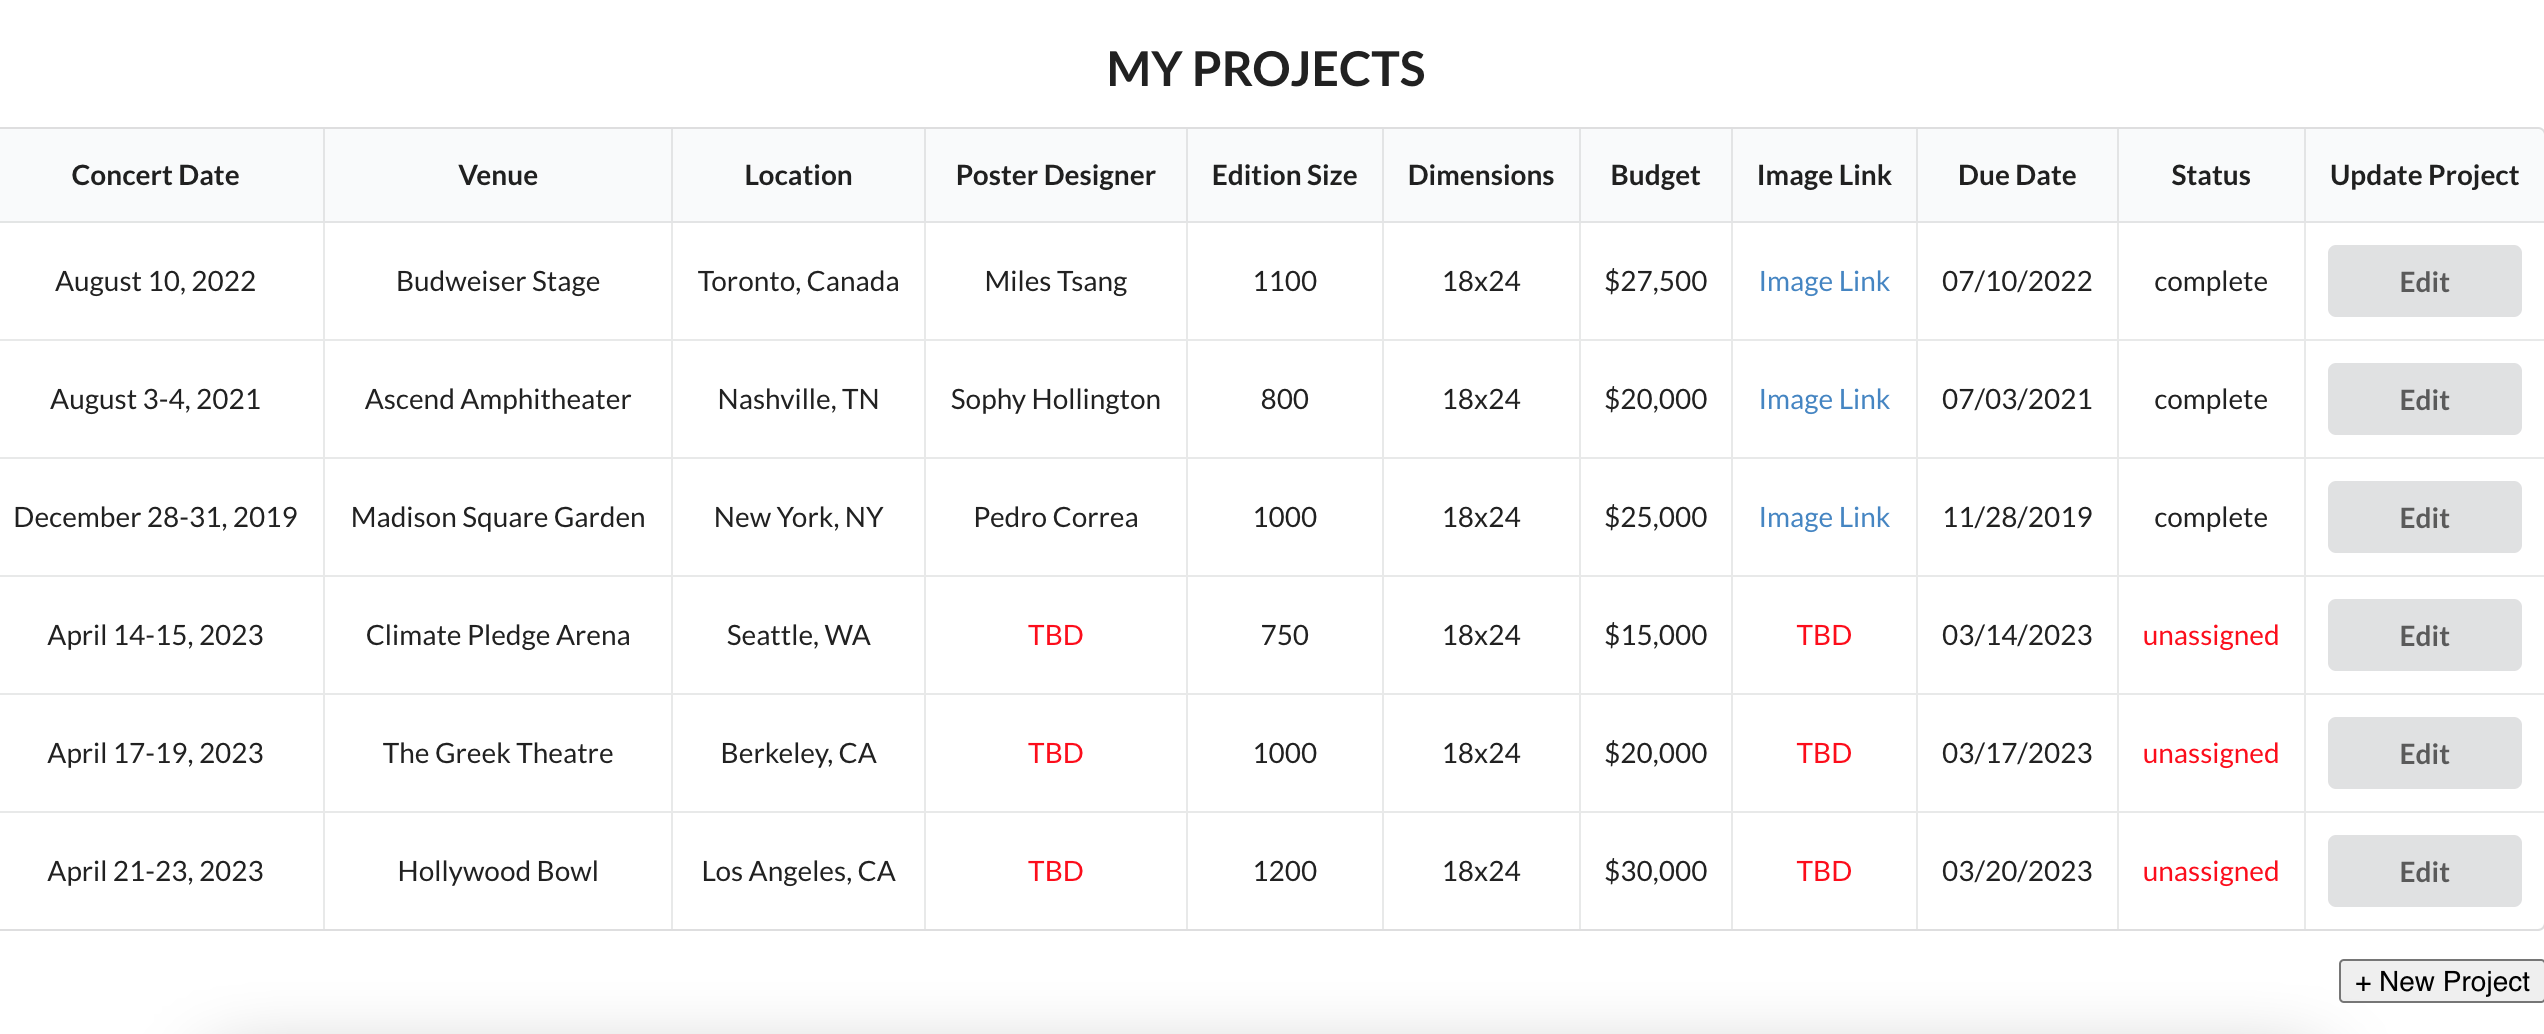 MY PROJECTS
Concert Date Venue Location Poster Designer Edition Size Dimensions Budget Image Link Due Date Status Update Project
August 10, 2022 Budweiser Stage Toronto, Canada Miles Tsang 1100 18x24 $27,500 Image Link 07/10/2022 complete Edit
August 3-4, 2021 Ascend Amphitheater Nashville, TN Sophy Hollington 800 18x24 $20,000 Image Link 07/03/2021 complete Edit
December 28-31, 2019 Madison Square Garden New York, NY Pedro Correa 1000 18x24 $25,000 Image Link 11/28/2019 complete Edit
April 14-15, 2023 Climate Pledge Arena Seattle, WA TBD 750 18x24 $15,000 TBD 03/14/2023 unassigned Edit
April 17-19, 2023 The Greek Theatre Berkeley, CA TBD 1000 18x24 $20,000 TBD 03/17/2023 unassigned Edit
April 21-23, 2023 Hollywood Bowl Los Angeles, CA TBD 1200 18x24 $30,000 TBD 03/20/2023 unassigned Edit
+ New Project